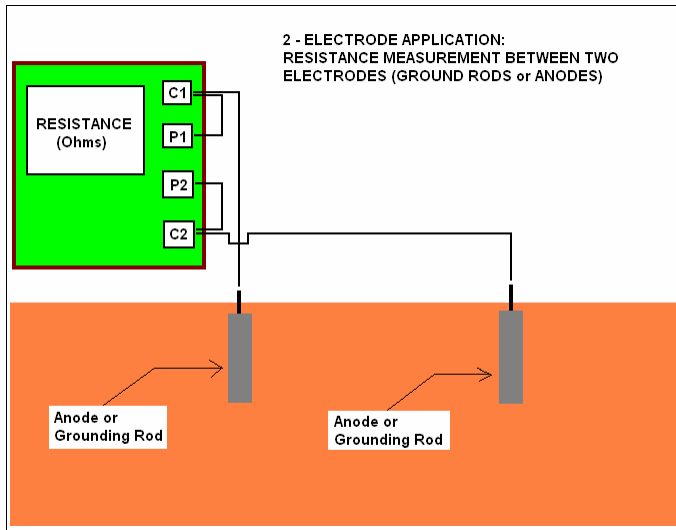 2 - ELECTRODE APPLICATION:
RESISTANCE MEASUREMENT BETWEEN TWO
ELECTRODES (GROUND RODS or ANODES)
C1
RESISTANCE
(Ohms)
P1
P2
C2
Anode or
Grounding Rod
Anode or
Grounding Rod